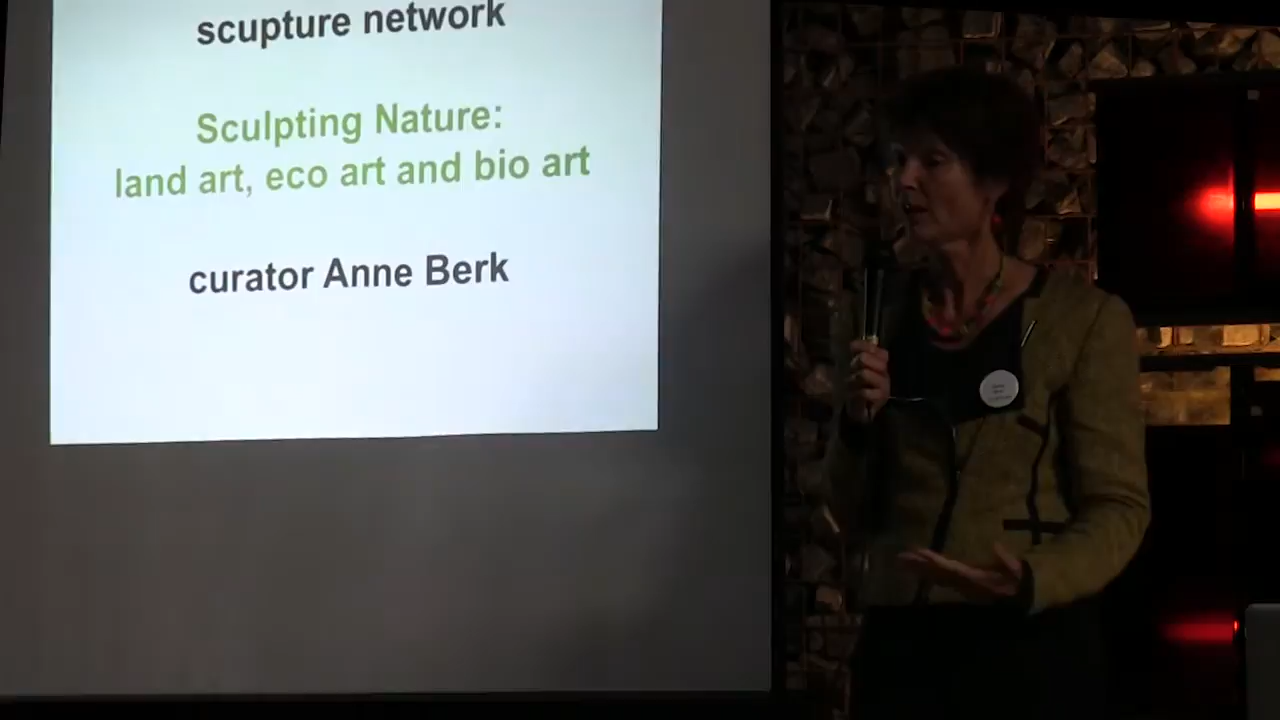 scupture network
Sculpting Nature:
land art, eco art and bio art
curator Anne Berk